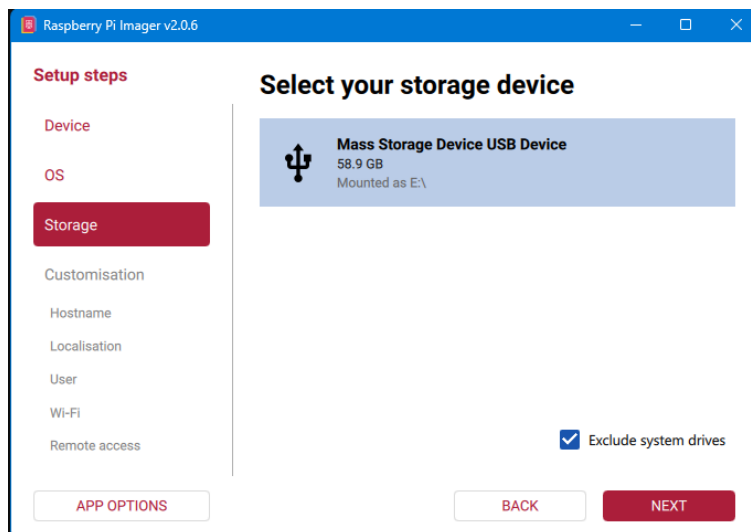 Raspberry Pi Imager v2.0.6
Setup steps
Device
OS
Storage
Customisation
Hostname
Localisation
User
Wi-Fi
Remote access
APP OPTIONS
Select your storage device
Mass Storage Device USB Device
58.9 GB
Mounted as E:\
Exclude system drives
BACK
NEXT